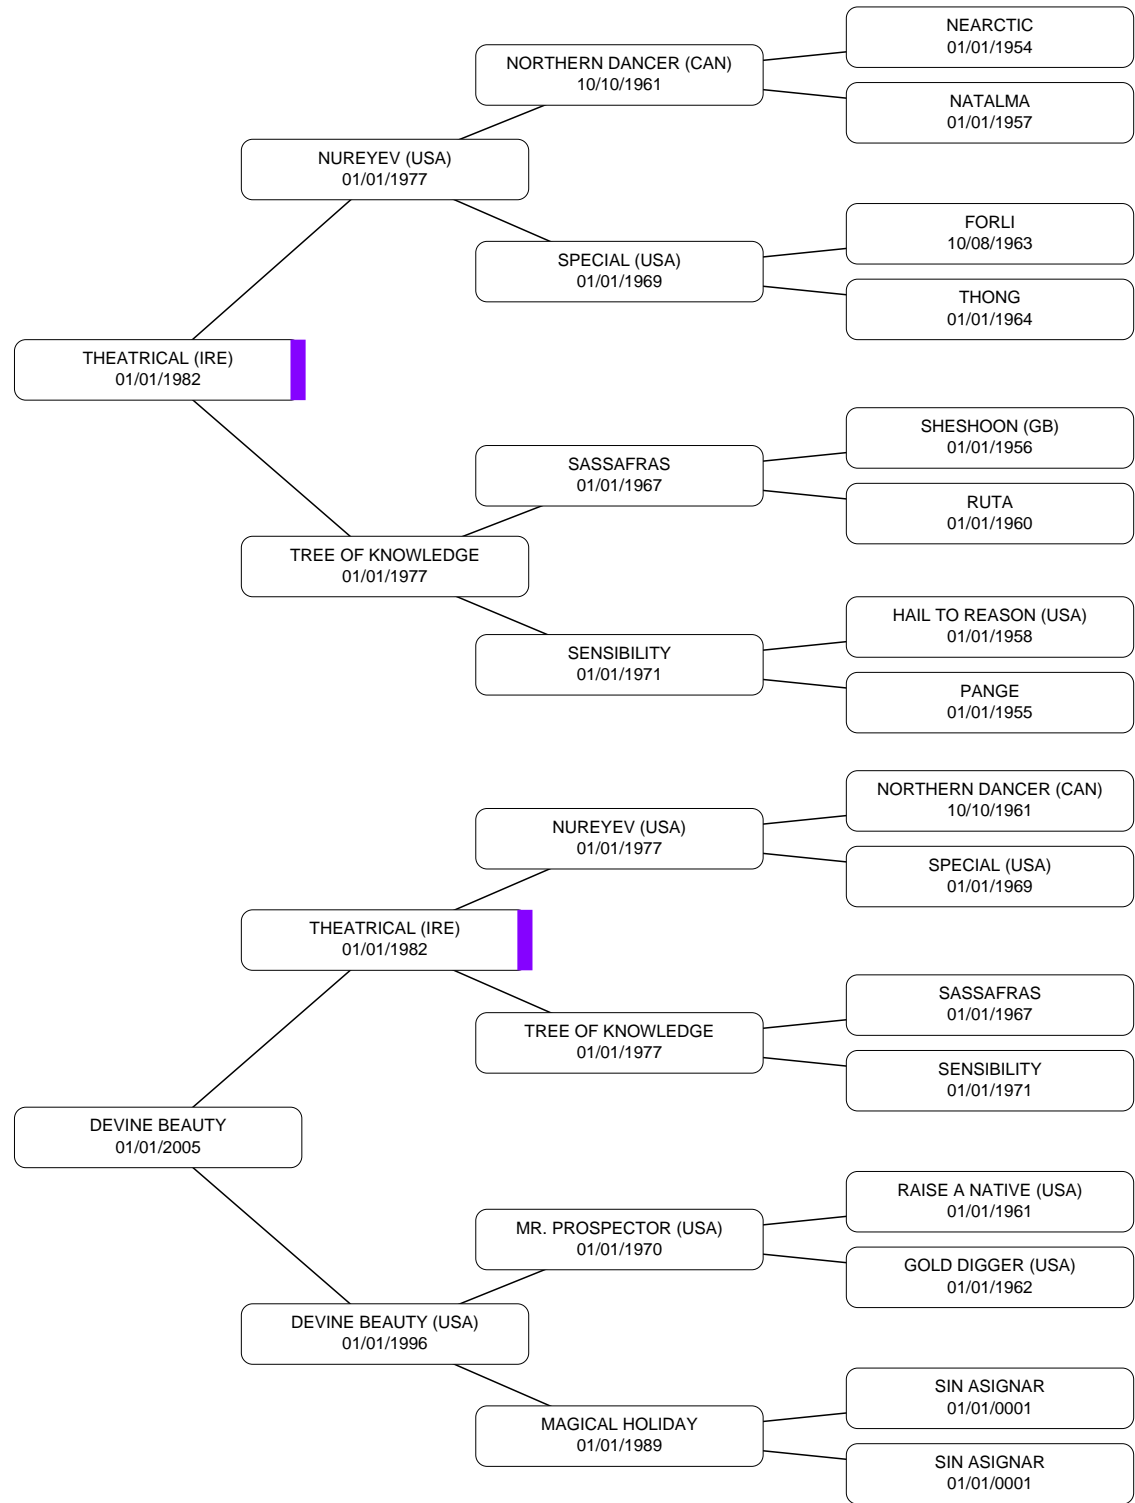 NEARCTIC
01/01/1954
NORTHERN DANCER (CAN)
10/10/1961
NATALMA
01/01/1957
NUREYEV (USA)
01/01/1977
FORLI
10/08/1963
SPECIAL (USA)
01/01/1969
THONG
01/01/1964
THEATRICAL (IRE)
01/01/1982
SHESHOON (GB)
01/01/1956
SASSAFRAS
01/01/1967
RUTA
01/01/1960
TREE OF KNOWLEDGE
01/01/1977
HAIL TO REASON (USA)
01/01/1958
SENSIBILITY
01/01/1971
PANGE
01/01/1955
NORTHERN DANCER (CAN)
10/10/1961
NUREYEV (USA)
01/01/1977
SPECIAL (USA)
01/01/1969
THEATRICAL (IRE)
01/01/1982
SASSAFRAS
01/01/1967
TREE OF KNOWLEDGE
01/01/1977
SENSIBILITY
01/01/1971
DEVINE BEAUTY
01/01/2005
RAISE A NATIVE (USA)
01/01/1961
MR. PROSPECTOR (USA)
01/01/1970
GOLD DIGGER (USA)
01/01/1962
DEVINE BEAUTY (USA)
01/01/1996
SIN ASIGNAR
01/01/0001
MAGICAL HOLIDAY
01/01/1989
SIN ASIGNAR
01/01/0001